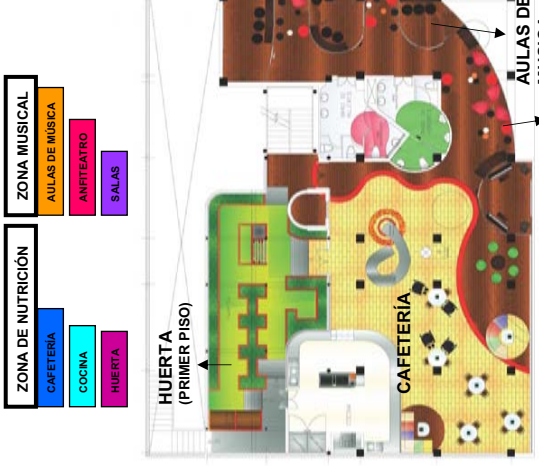 ZONA DE NUTRICIÓN
CAFETERÍA
COCINA
HUERTA
ZONA MUSICAL
AULAS DE MÚSICA
ANFITEATRO
SALAS
HUERTA
(PRIMER PISO)
CAFETERÍA
AULAS DE